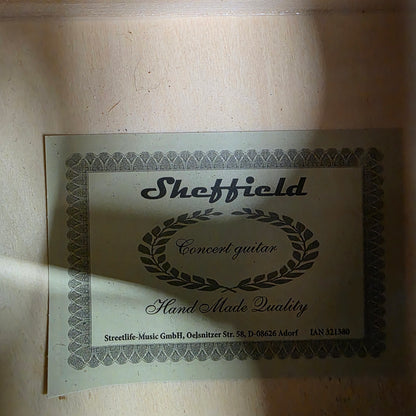 Sheffield
Concert guitar
Hand Made Quality
Streetlife-Music GmbH, Oelsnitzer Str. 58, D-08626 Adorf IAN 321380